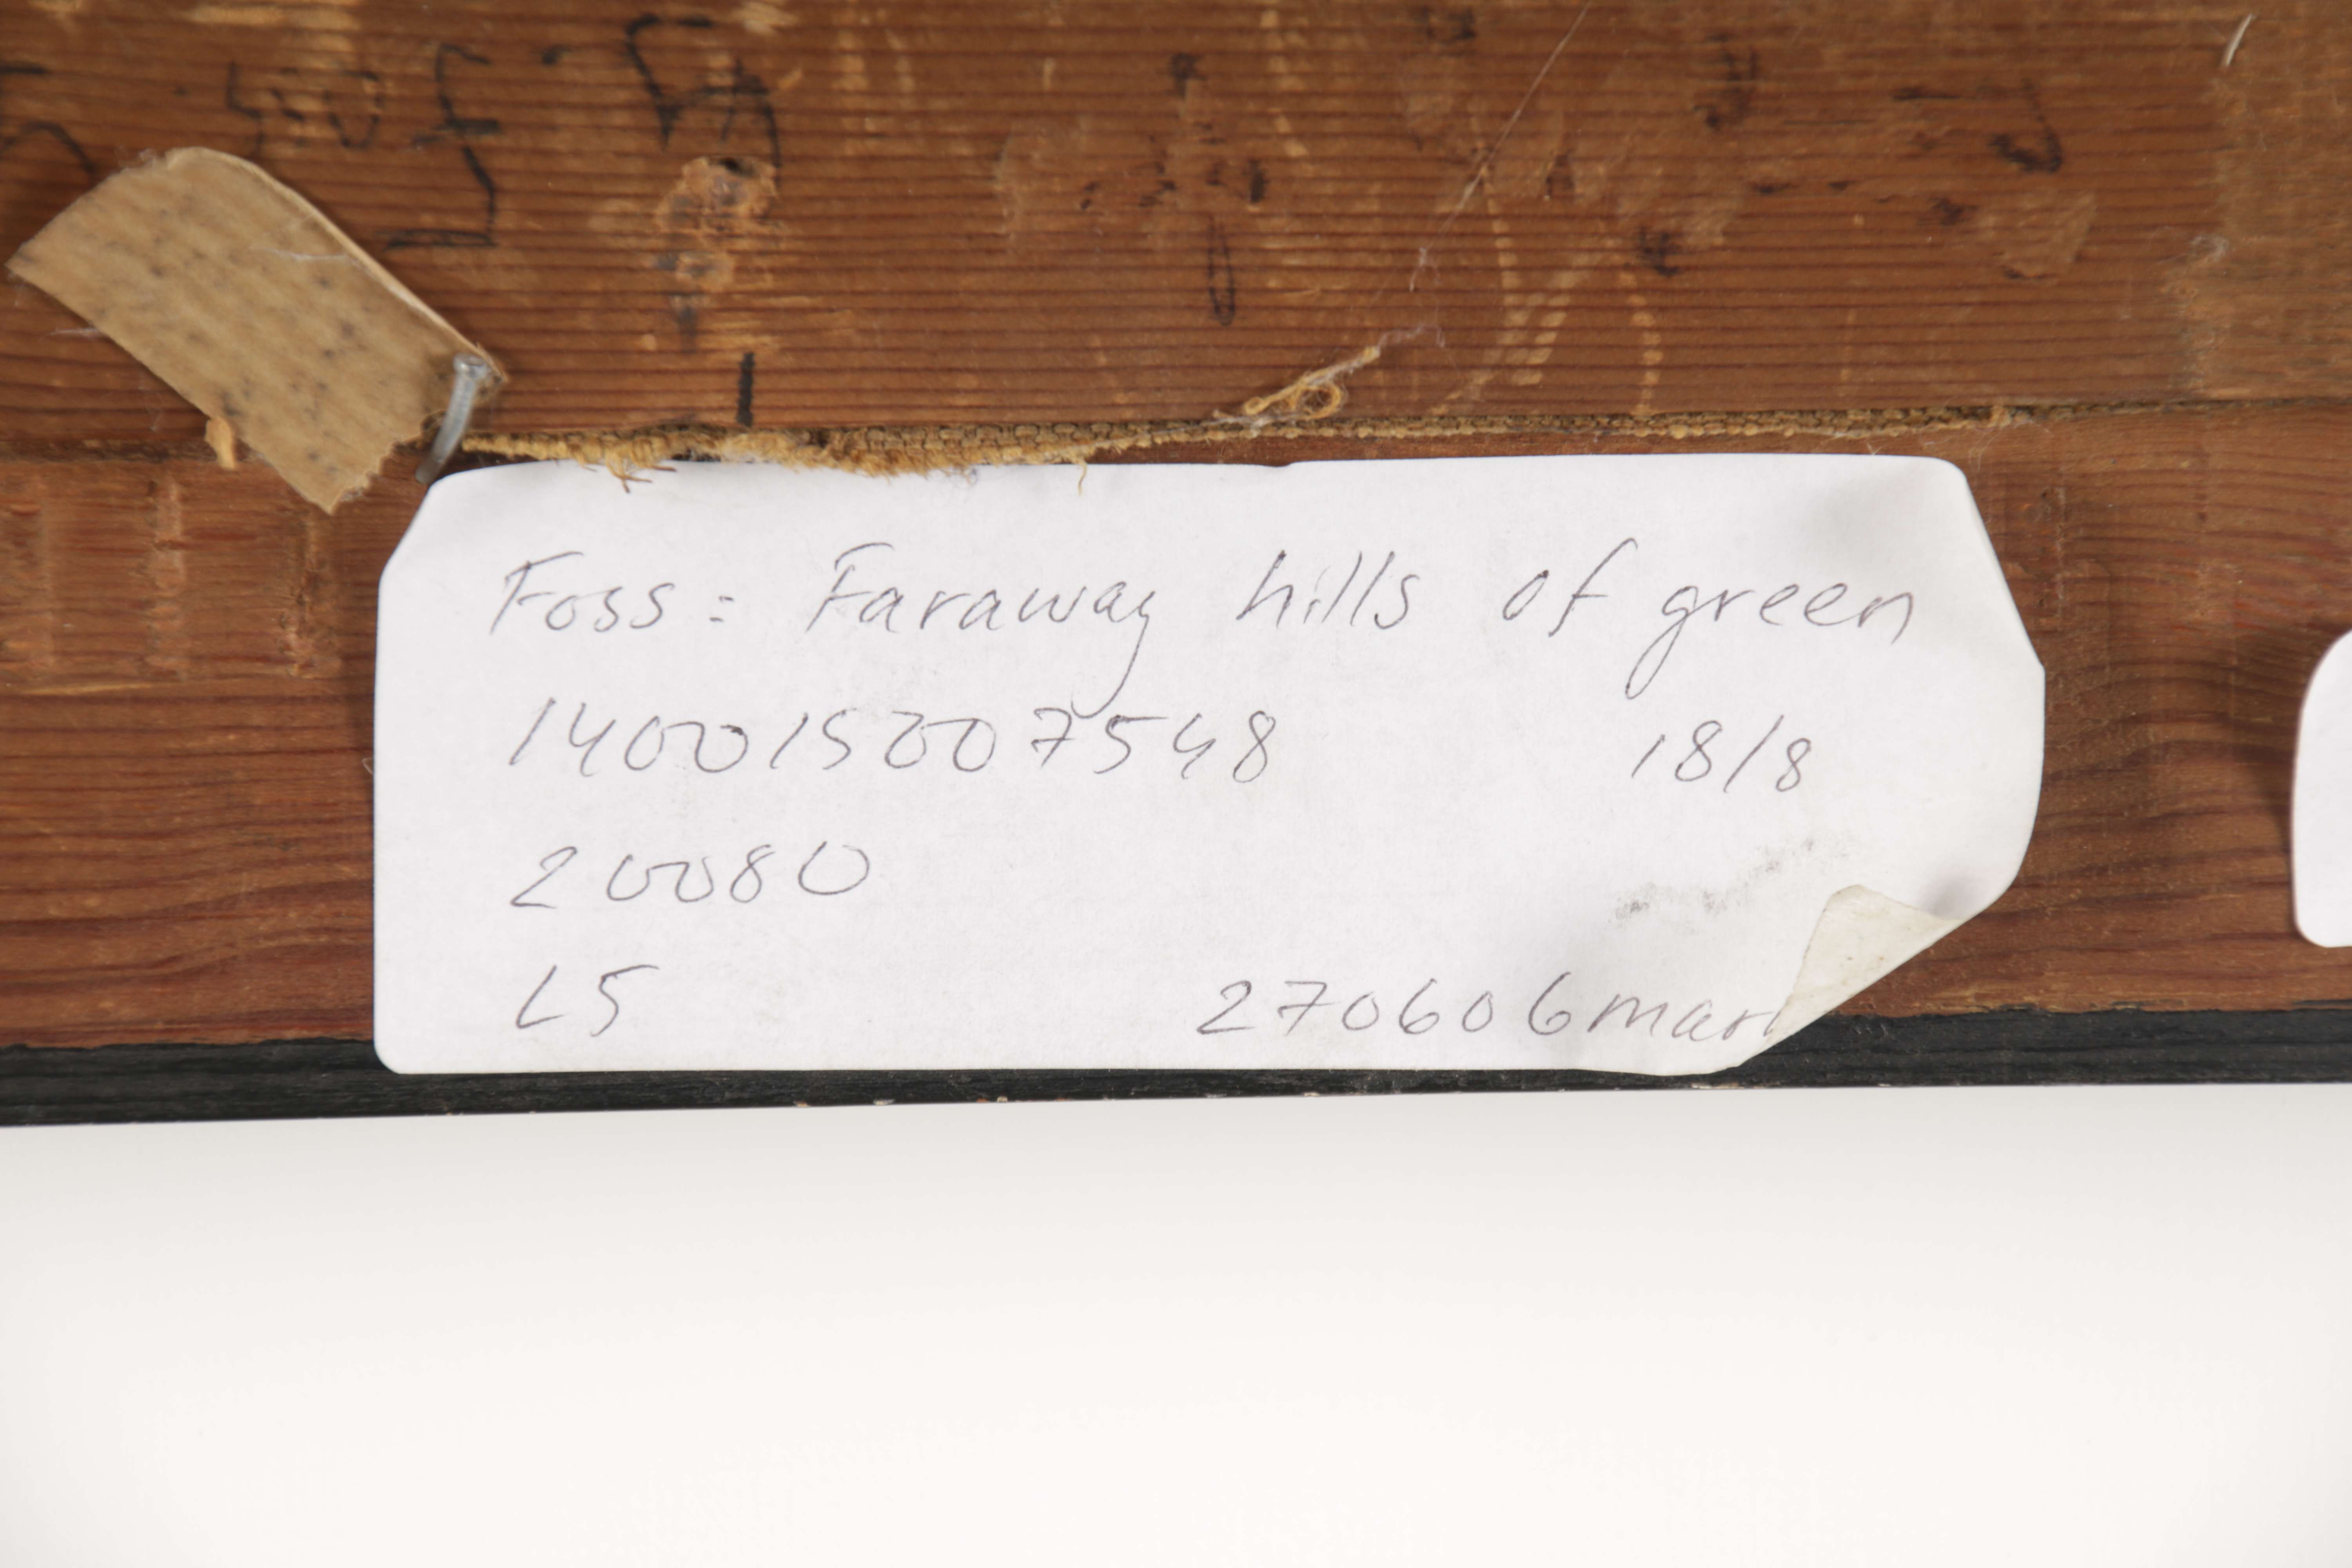 Foss: Faraway hills of green
140015007548 18/8
20080
L5 270606mar